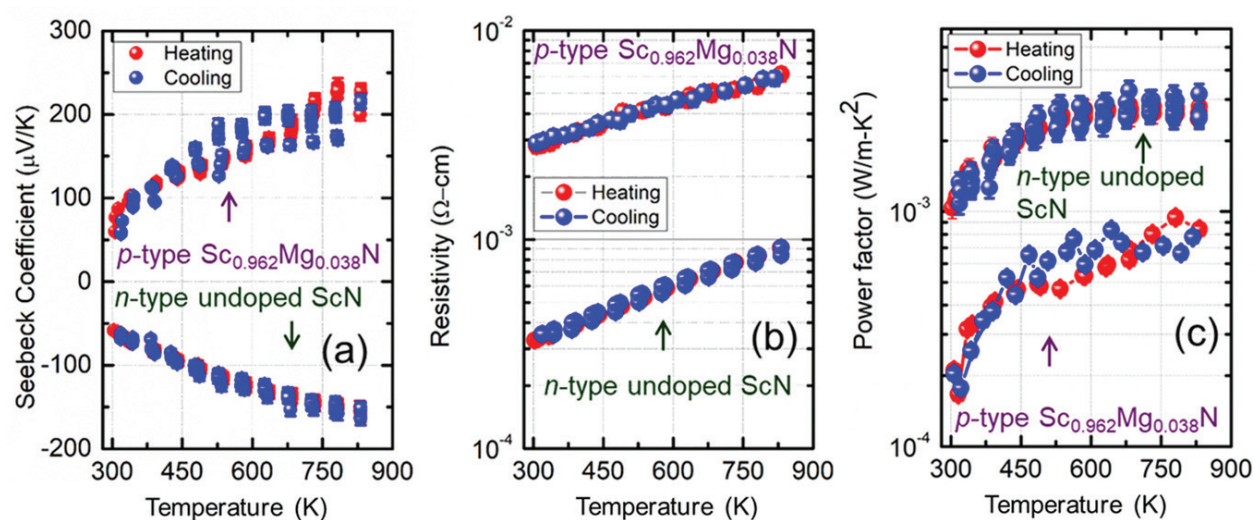 300
200
100
0
-100
-200
Seebeck Coefficient (μV/K)
Heating
Cooling
p-type Sc₀.₉₆₂Mg₀.₀₃₈N
n-type undoped ScN
(a)
300 450 600 750 900
Temperature (K)
10⁻²
10⁻³
10⁻⁴
Resistivity (Ω–cm)
p-type Sc₀.₉₆₂Mg₀.₀₃₈N
Heating
Cooling
(b)
n-type undoped ScN
300 450 600 750 900
Temperature (K)
10⁻³
10⁻⁴
Power factor (W/m-K²)
Heating
Cooling
n-type undoped
ScN
(c)
p-type Sc₀.₉₆₂Mg₀.₀₃₈N
300 450 600 750 900
Temperature (K)